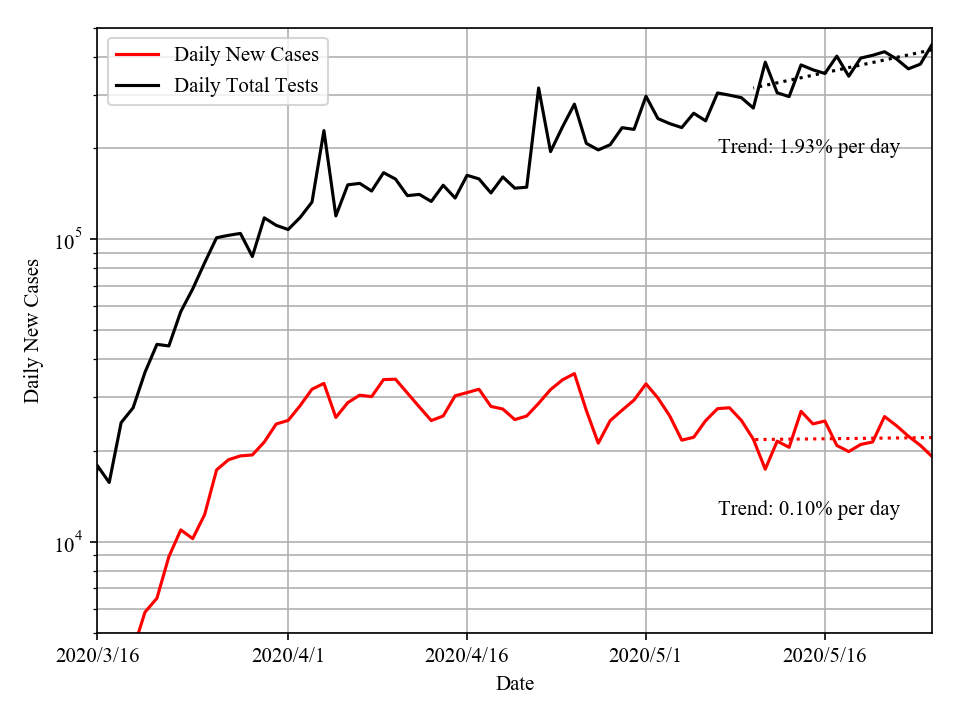 Daily New Cases
Daily Total Tests
Trend: 1.93% per day
10^5
Daily New Cases
Trend: 0.10% per day
10^4
2020/3/16 2020/4/1 2020/4/16 2020/5/1 2020/5/16
Date